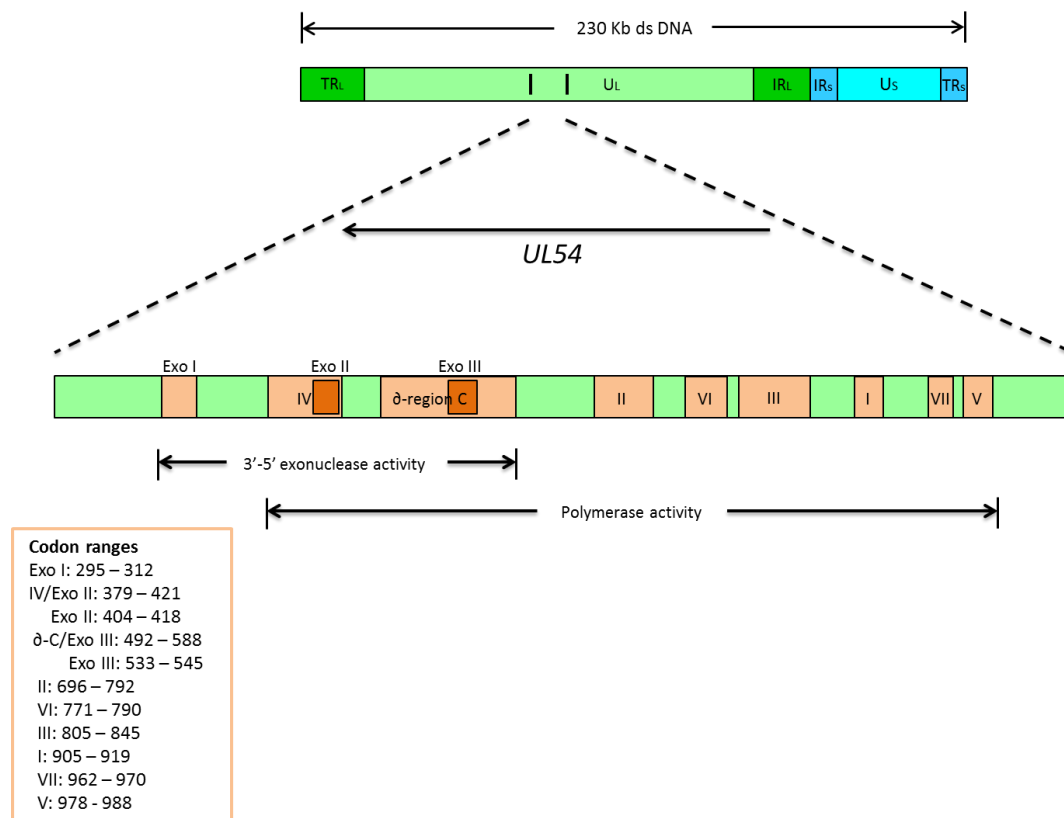 230 Kb ds DNA
TRL UL IRL IRS US TRS
UL54
Exo I Exo II Exo III
IV ∂-region C II VI III I VII V
3’-5’ exonuclease activity
Polymerase activity
Codon ranges
Exo I: 295 – 312
IV/Exo II: 379 – 421
Exo II: 404 – 418
∂-C/Exo III: 492 – 588
Exo III: 533 – 545
II: 696 – 792
VI: 771 – 790
III: 805 – 845
I: 905 – 919
VII: 962 – 970
V: 978 - 988